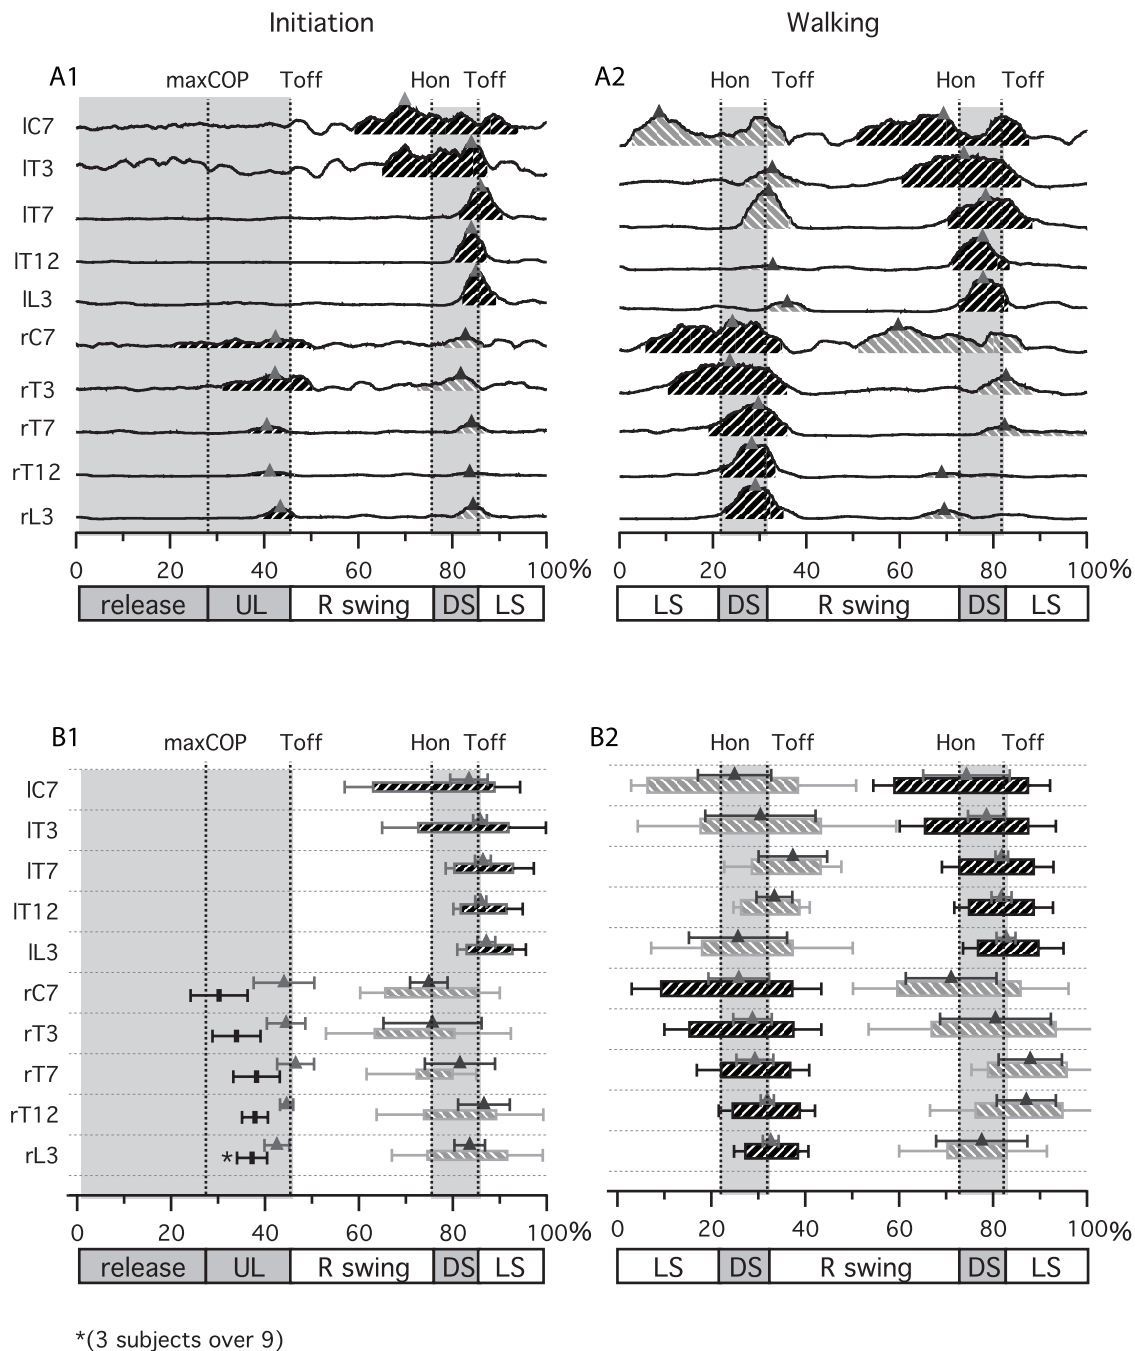 Initiation Walking
A1 maxCOP Toff Hon Toff A2 Hon Toff Hon Toff
lC7
lT3
lT7
lT12
lL3
rC7
rT3
rT7
rT12
rL3
0 20 40 60 80 100% 0 20 40 60 80 100%
release UL R swing DS LS LS DS R swing DS LS
B1 maxCOP Toff Hon Toff B2 Hon Toff Hon Toff
lC7
lT3
lT7
lT12
lL3
rC7
rT3
rT7
rT12
rL3 *
0 20 40 60 80 100% 0 20 40 60 80 100%
release UL R swing DS LS LS DS R swing DS LS
*(3 subjects over 9)